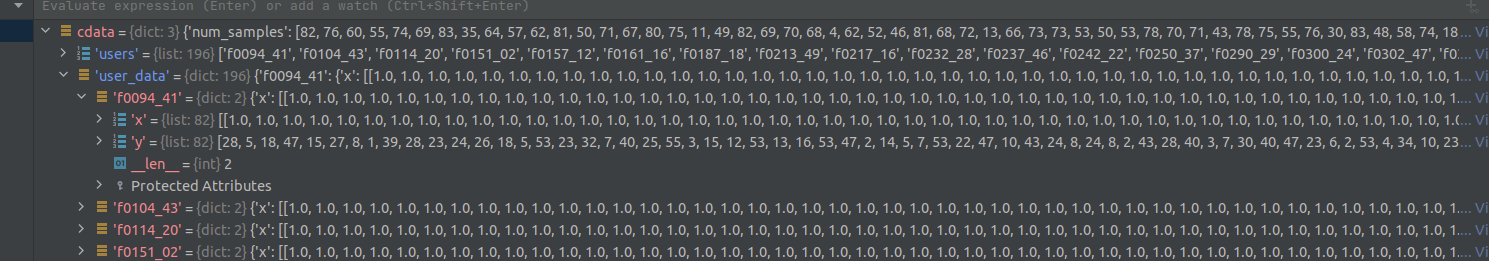 Evaluate expression (Enter) or add a watch (Ctrl+Shift+Enter)
cdata = {dict: 3} {'num_samples': [82, 76, 60, 55, 74, 69, 83, 35, 64, 57, 62, 81, 50, 71, 67, 80, 75, 11, 49, 82, 69, 70, 68, 4, 62, 52, 46, 81, 68, 72, 13, 66, 73, 73, 53, 50, 53, 78, 70, 71, 43, 78, 75, 55, 76, 30, 83, 48, 58, 74, 18... Vi
'users' = {list: 196} ['f0094_41', 'f0104_43', 'f0114_20', 'f0151_02', 'f0157_12', 'f0161_16', 'f0187_18', 'f0213_49', 'f0217_16', 'f0232_28', 'f0237_46', 'f0242_22', 'f0250_37', 'f0290_29', 'f0300_24', 'f0302_47', 'f0... Vi
'user_data' = {dict: 196} {'f0094_41': {'x': [[1.0, 1.0, 1.0, 1.0, 1.0, 1.0, 1.0, 1.0, 1.0, 1.0, 1.0, 1.0, 1.0, 1.0, 1.0, 1.0, 1.0, 1.0, 1.0, 1.0, 1.0, 1.0, 1.0, 1.0, 1.0, 1.0, 1.0, 1.0, 1.0, 1.0, 1.0, 1.0, 1.0, 1.0, 1.0, 1.0, 1.0, 1.0, 1.0, 1... Vi
'f0094_41' = {dict: 2} {'x': [[1.0, 1.0, 1.0, 1.0, 1.0, 1.0, 1.0, 1.0, 1.0, 1.0, 1.0, 1.0, 1.0, 1.0, 1.0, 1.0, 1.0, 1.0, 1.0, 1.0, 1.0, 1.0, 1.0, 1.0, 1.0, 1.0, 1.0, 1.0, 1.0, 1.0, 1.0, 1.0, 1.0, 1.0, 1.0, 1.0, 1.0, 1.0, 1.0, 1.0, 1.0, 1.0, 1.... Vi
'x' = {list: 82} [[1.0, 1.0, 1.0, 1.0, 1.0, 1.0, 1.0, 1.0, 1.0, 1.0, 1.0, 1.0, 1.0, 1.0, 1.0, 1.0, 1.0, 1.0, 1.0, 1.0, 1.0, 1.0, 1.0, 1.0, 1.0, 1.0, 1.0, 1.0, 1.0, 1.0, 1.0, 1.0, 1.0, 1.0, 1.0, 1.0, 1.0, 1.0, 1.0, 1.0, 1.0, 1.0, 1.0, 1.0, 1.0, 1.0... Vi
'y' = {list: 82} [28, 5, 18, 47, 15, 27, 8, 1, 39, 28, 23, 24, 26, 18, 5, 53, 23, 32, 7, 40, 25, 55, 3, 15, 12, 53, 13, 16, 53, 47, 2, 14, 5, 7, 53, 22, 47, 10, 43, 24, 8, 24, 8, 2, 43, 28, 40, 3, 7, 30, 40, 47, 23, 6, 2, 53, 4, 34, 10, 23... Vi
__len__ = {int} 2
Protected Attributes
'f0104_43' = {dict: 2} {'x': [[1.0, 1.0, 1.0, 1.0, 1.0, 1.0, 1.0, 1.0, 1.0, 1.0, 1.0, 1.0, 1.0, 1.0, 1.0, 1.0, 1.0, 1.0, 1.0, 1.0, 1.0, 1.0, 1.0, 1.0, 1.0, 1.0, 1.0, 1.0, 1.0, 1.0, 1.0, 1.0, 1.0, 1.0, 1.0, 1.0, 1.0, 1.0, 1.0, 1.0, 1.0, 1.0, 1.... Vi
'f0114_20' = {dict: 2} {'x': [[1.0, 1.0, 1.0, 1.0, 1.0, 1.0, 1.0, 1.0, 1.0, 1.0, 1.0, 1.0, 1.0, 1.0, 1.0, 1.0, 1.0, 1.0, 1.0, 1.0, 1.0, 1.0, 1.0, 1.0, 1.0, 1.0, 1.0, 1.0, 1.0, 1.0, 1.0, 1.0, 1.0, 1.0, 1.0, 1.0, 1.0, 1.0, 1.0, 1.0, 1.0, 1.0, 1.... Vi
'f0151_02' = {dict: 2} {'x': [[1.0, 1.0, 1.0, 1.0, 1.0, 1.0, 1.0, 1.0, 1.0, 1.0, 1.0, 1.0, 1.0, 1.0, 1.0, 1.0, 1.0, 1.0, 1.0, 1.0, 1.0, 1.0, 1.0, 1.0, 1.0, 1.0, 1.0, 1.0, 1.0, 1.0, 1.0, 1.0, 1.0, 1.0, 1.0, 1.0, 1.0, 1.0, 1.0, 1.0, 1.0, 1.0, 1.... Vi